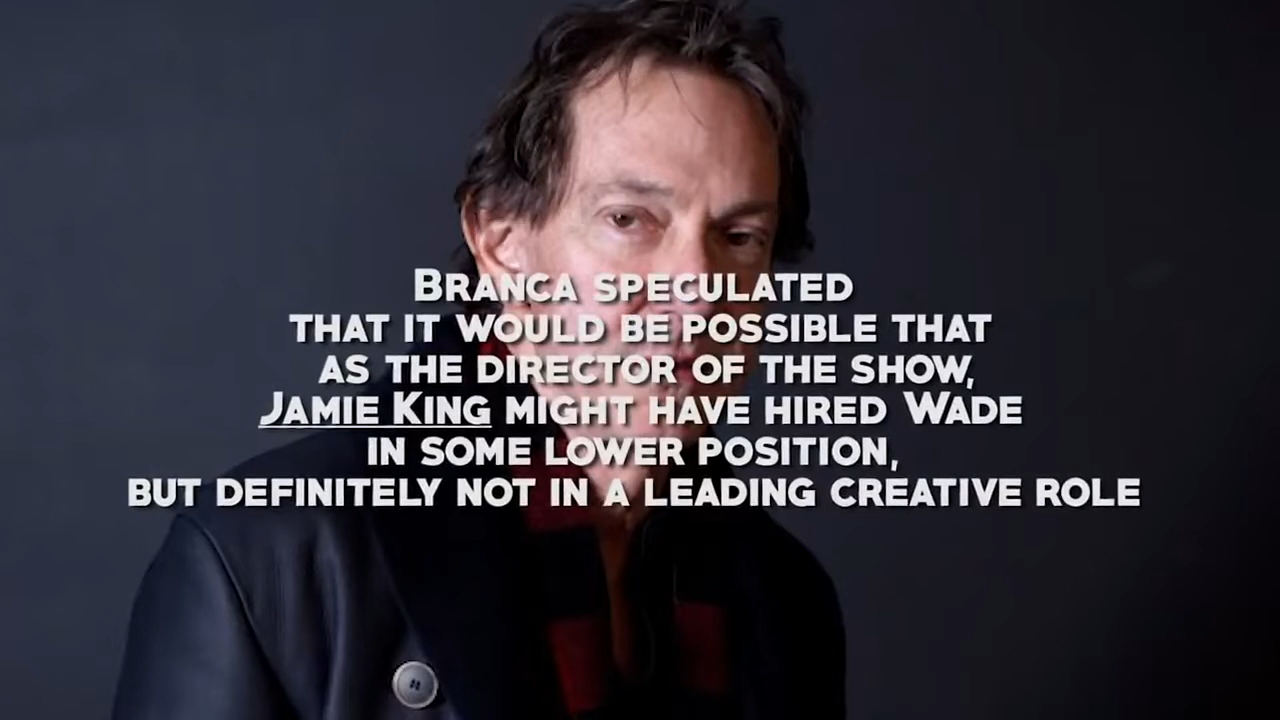 Branca speculated
that it would be possible that
as the director of the show,
Jamie King might have hired Wade
in some lower position,
but definitely not in a leading creative role